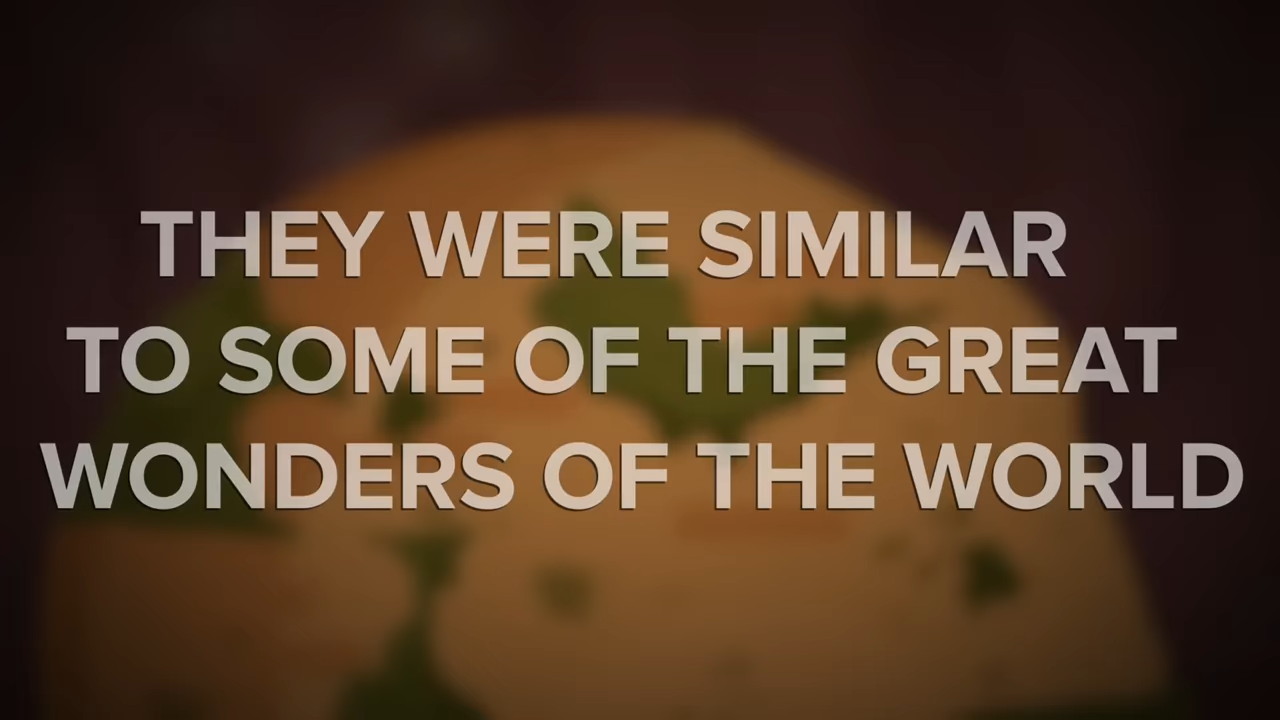 THEY WERE SIMILAR
TO SOME OF THE GREAT
WONDERS OF THE WORLD